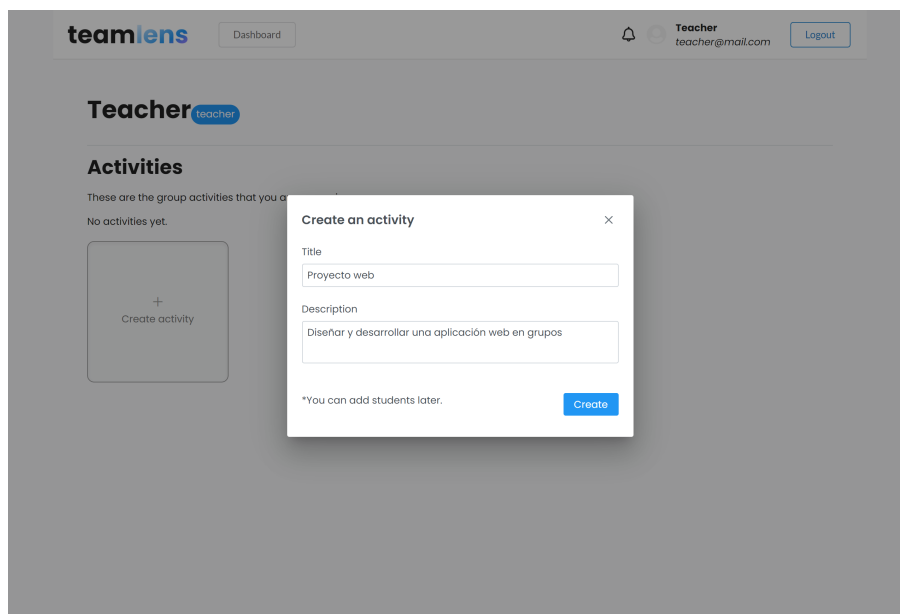 teamlens
Dashboard
Teacher
teacher@mail.com
Logout
Teacher teacher
Activities
These are the group activities that you
No activities yet.
+
Create activity
Create an activity
Title
Proyecto web
Description
Diseñar y desarrollar una aplicación web en grupos
*You can add students later.
Create